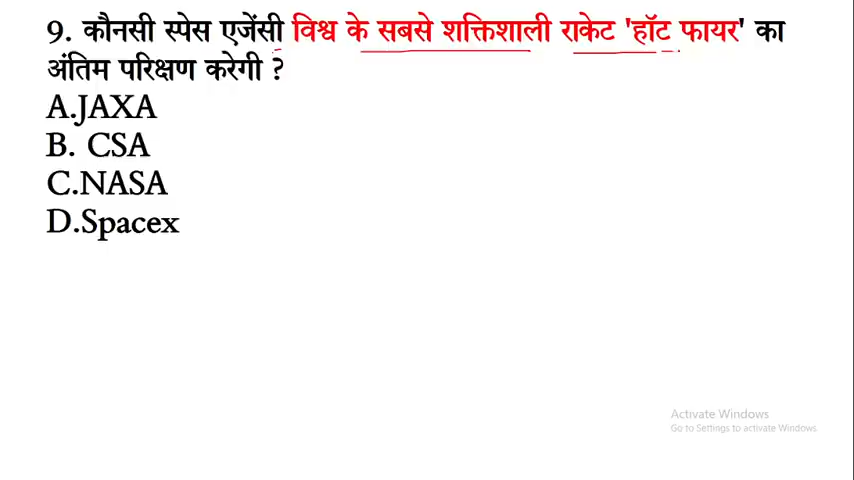 9. कौनसी स्पेस एजेंसी विश्व के सबसे शक्तिशाली राकेट 'हॉट फायर' का
अंतिम परिक्षण करेगी ?
A.JAXA
B. CSA
C.NASA
D.Spacex
Activate Windows
Go to Settings to activate Windows